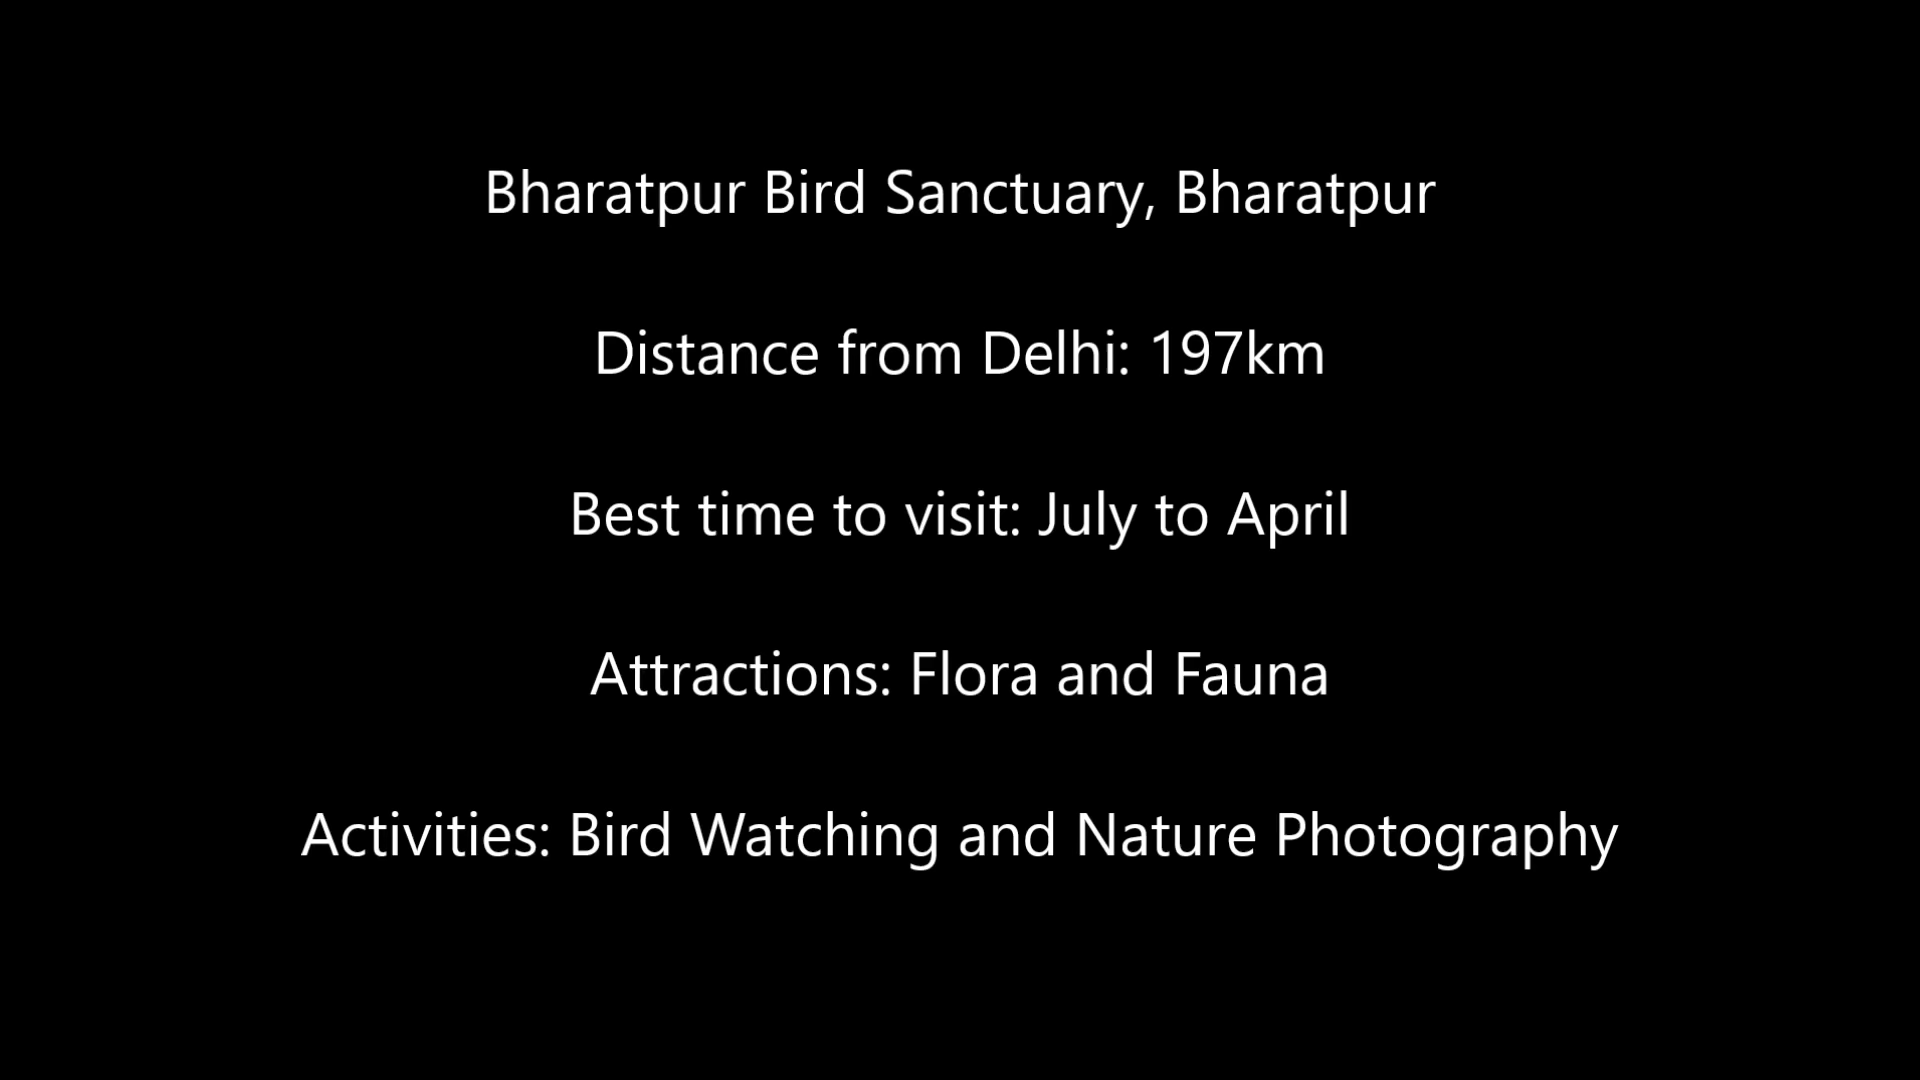 Bharatpur Bird Sanctuary, Bharatpur
Distance from Delhi: 197km
Best time to visit: July to April
Attractions: Flora and Fauna
Activities: Bird Watching and Nature Photography